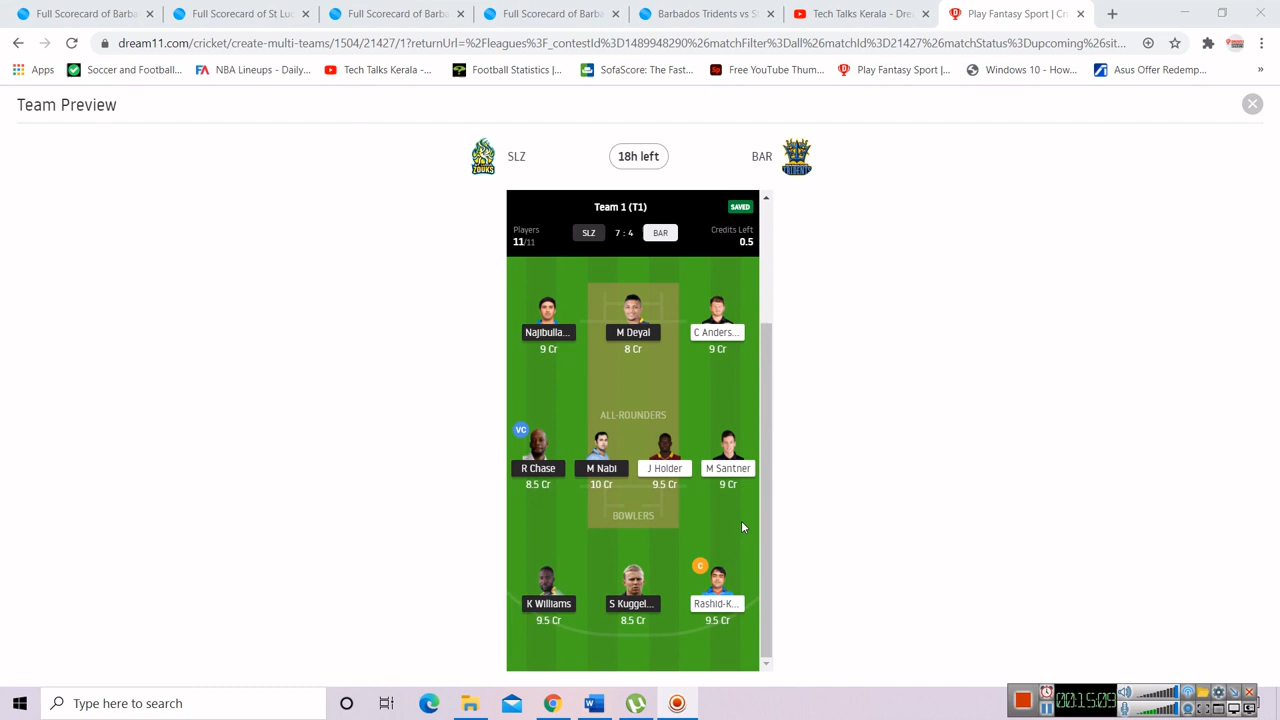 Full Scorecard of Barba
Full Scorecard of St Luc
Full Scorecard of Barba
Full Scorecard of Barba
Barbados Tridents vs S
Tech Talks Kerala - Dre
Play Fantasy Sport | Cri
dream11.com/cricket/create-multi-teams/1504/21427/1?returnUrl=%2Fleagues%3F_contestId%3D1489948290%26matchFilter%3Dall%26matchId%3D21427%26matchStatus%3Dupcoming%26sit...
Apps
Soccer and Football...
NBA Lineups - Daily...
Tech Talks Kerala -...
Football Statistics |...
SofaScore: The Fast...
Free YouTube Thum...
Play Fantasy Sport |...
Windows 10 - How...
Asus Offer Redemp...
»
Team Preview
SLZ
18h left
BAR
ZOUKS
TRIDENTS
Team 1 (T1)
SAVED
Players
11/11
SLZ
7 : 4
BAR
Credits Left
0.5
Najibulla...
M Deyal
C Anders...
9 Cr
8 Cr
9 Cr
ALL-ROUNDERS
VC
R Chase
M Nabi
J Holder
M Santner
8.5 Cr
10 Cr
9.5 Cr
9 Cr
BOWLERS
C
K Williams
S Kuggel...
Rashid-K...
9.5 Cr
8.5 Cr
9.5 Cr
Type here to search
00:15:09